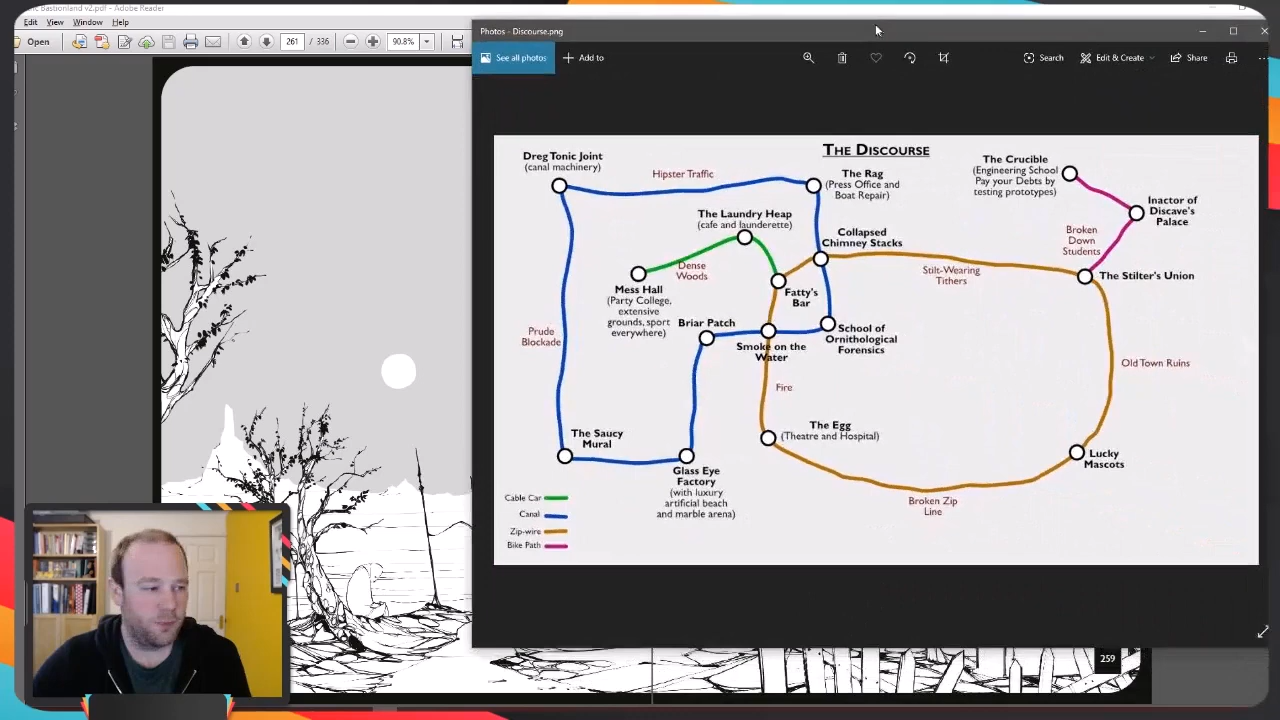 Bastionland v2.pdf - Adobe Reader
Edit View Window Help
Open 261 / 336 90.8%
Photos - Discourse.png
See all photos Add to Search Edit & Create Share
THE DISCOURSE
Dreg Tonic Joint
(canal machinery)
Hipster Traffic
The Rag
(Press Office and
Boat Repair)
The Crucible
(Engineering School
Pay your Debts by
testing prototypes)
Inactor of
Discave's
Palace
The Laundry Heap
(cafe and launderette)
Collapsed
Chimney Stacks
Broken
Down
Students
Dense
Woods
Stilt-Wearing
Tithers
The Stilter's Union
Mess Hall
(Party College,
extensive
grounds, sport
everywhere)
Fatty's
Bar
Prude
Blockade
Briar Patch
Smoke on the
Water
School of
Ornithological
Forensics
Old Town Ruins
Fire
The Saucy
Mural
The Egg
(Theatre and Hospital)
Lucky
Mascots
Glass Eye
Factory
(with luxury
artificial beach
and marble arena)
Broken Zip
Line
Cable Car
Canal
Zip-wire
Bike Path
259